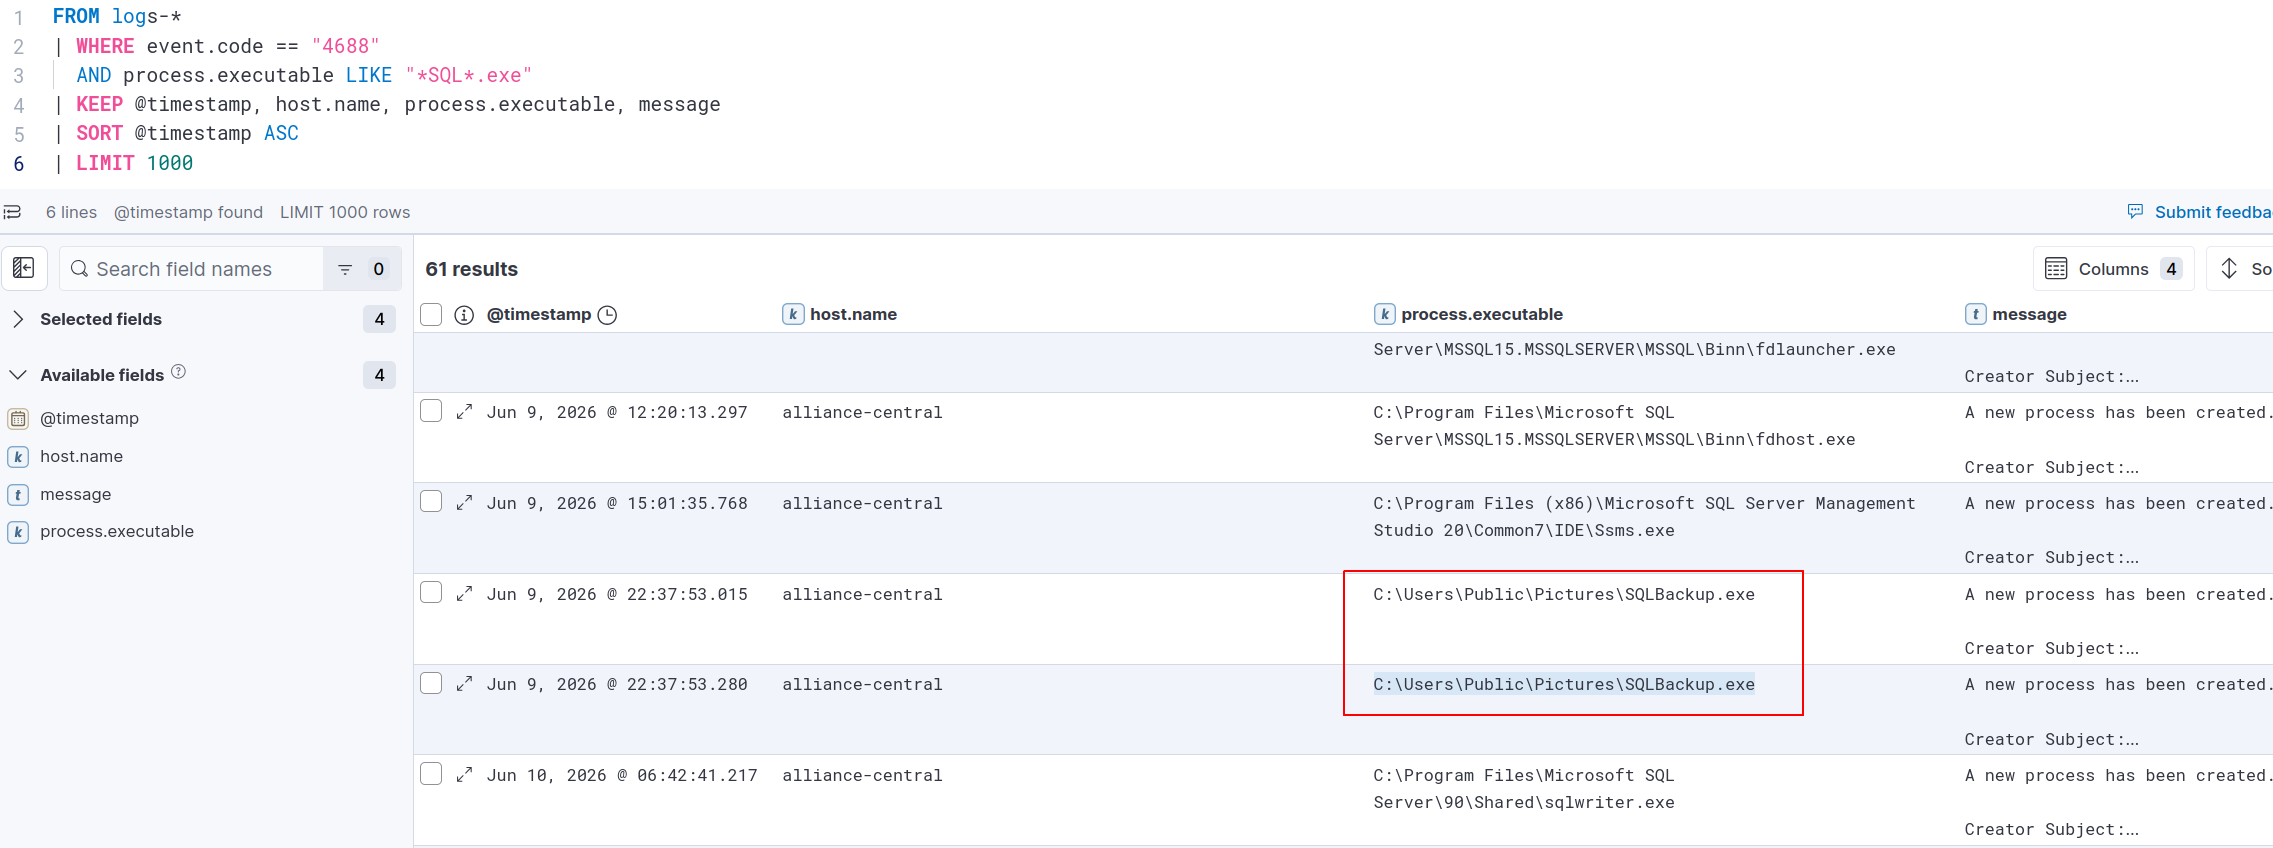 1 FROM logs-*
2 | WHERE event.code == "4688"
3 AND process.executable LIKE "*SQL*.exe"
4 | KEEP @timestamp, host.name, process.executable, message
5 | SORT @timestamp ASC
6 | LIMIT 1000
6 lines @timestamp found LIMIT 1000 rows
Submit feedba
Search field names 0
Selected fields 4
Available fields 4
@timestamp
k host.name
t message
k process.executable
61 results
Columns 4
So
@timestamp k host.name k process.executable t message
Server\MSSQL15.MSSQLSERVER\MSSQL\Binn\fdlauncher.exe
Creator Subject:…
Jun 9, 2026 @ 12:20:13.297 alliance-central C:\Program Files\Microsoft SQL A new process has been created.
Server\MSSQL15.MSSQLSERVER\MSSQL\Binn\fdhost.exe
Creator Subject:…
Jun 9, 2026 @ 15:01:35.768 alliance-central C:\Program Files (x86)\Microsoft SQL Server Management A new process has been created.
Studio 20\Common7\IDE\Ssms.exe
Creator Subject:…
Jun 9, 2026 @ 22:37:53.015 alliance-central C:\Users\Public\Pictures\SQLBackup.exe A new process has been created.
Creator Subject:…
Jun 9, 2026 @ 22:37:53.280 alliance-central C:\Users\Public\Pictures\SQLBackup.exe A new process has been created.
Creator Subject:…
Jun 10, 2026 @ 06:42:41.217 alliance-central C:\Program Files\Microsoft SQL A new process has been created.
Server\90\Shared\sqlwriter.exe
Creator Subject:…